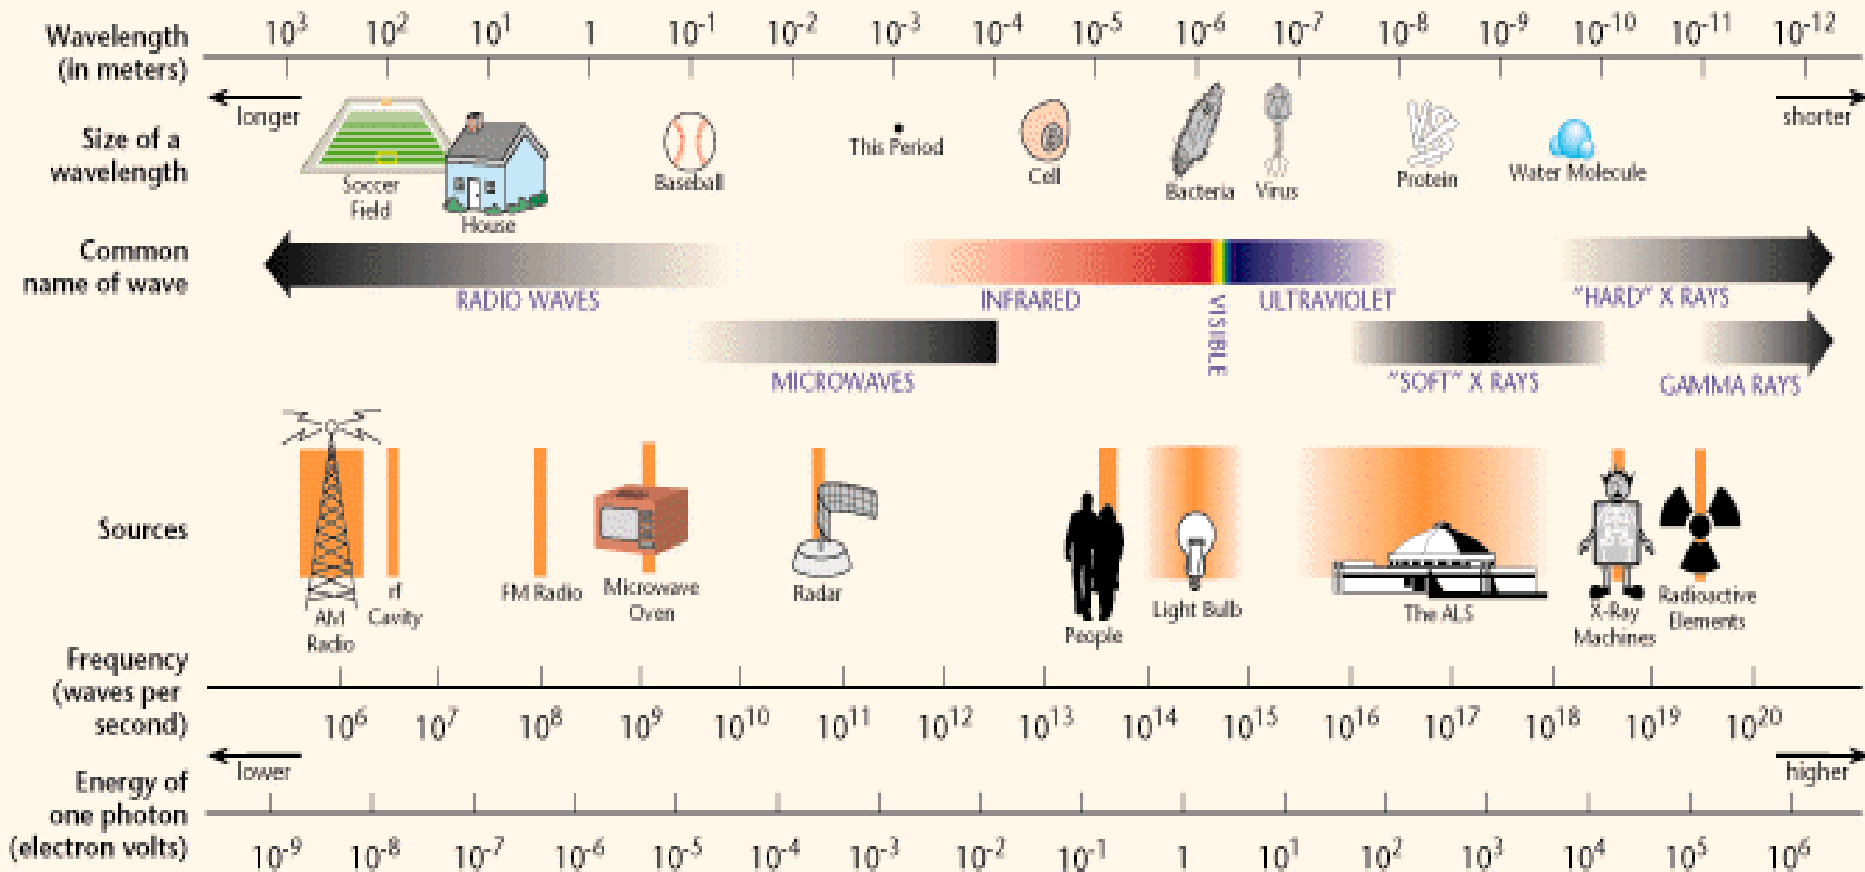 Wavelength
(in meters)
10³ 10² 10¹ 1 10⁻¹ 10⁻² 10⁻³ 10⁻⁴ 10⁻⁵ 10⁻⁶ 10⁻⁷ 10⁻⁸ 10⁻⁹ 10⁻¹⁰ 10⁻¹¹ 10⁻¹²
longer
shorter
Size of a
wavelength
Soccer
Field
House
Baseball
This Period
Cell
Bacteria
Virus
Protein
Water Molecule
Common
name of wave
RADIO WAVES
INFRARED
VISIBLE
ULTRAVIOLET
"HARD" X RAYS
MICROWAVES
"SOFT" X RAYS
GAMMA RAYS
Sources
AM
Radio
rf
Cavity
FM Radio
Microwave
Oven
Radar
People
Light Bulb
The ALS
X-Ray
Machines
Radioactive
Elements
Frequency
(waves per
second)
10⁶ 10⁷ 10⁸ 10⁹ 10¹⁰ 10¹¹ 10¹² 10¹³ 10¹⁴ 10¹⁵ 10¹⁶ 10¹⁷ 10¹⁸ 10¹⁹ 10²⁰
lower
higher
Energy of
one photon
(electron volts)
10⁻⁹ 10⁻⁸ 10⁻⁷ 10⁻⁶ 10⁻⁵ 10⁻⁴ 10⁻³ 10⁻² 10⁻¹ 1 10¹ 10² 10³ 10⁴ 10⁵ 10⁶